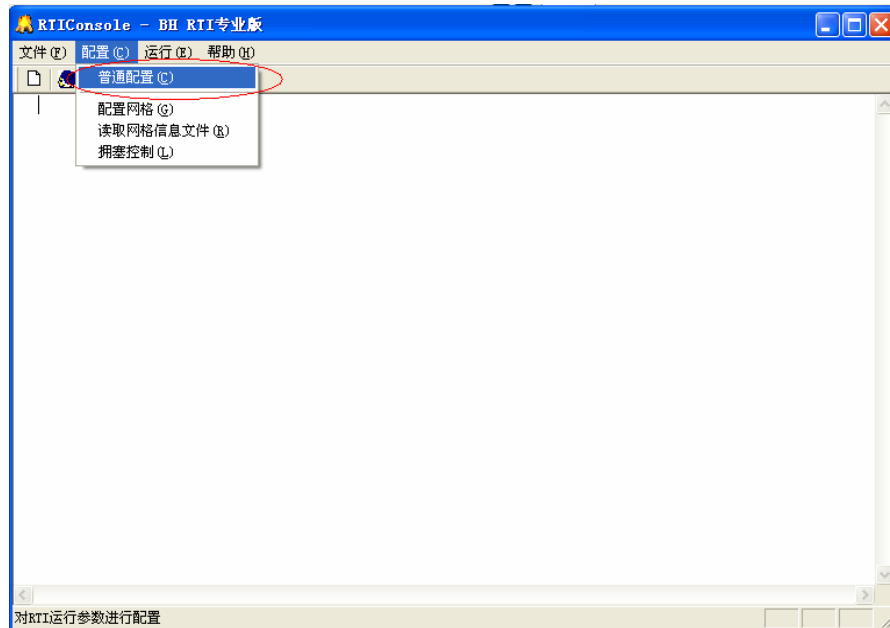 RTIConsole - BH RTI专业版
文件(F) 配置(C) 运行(E) 帮助(H)
普通配置(C)
配置网格(G)
读取网格信息文件(R)
拥塞控制(L)
对RTI运行参数进行配置